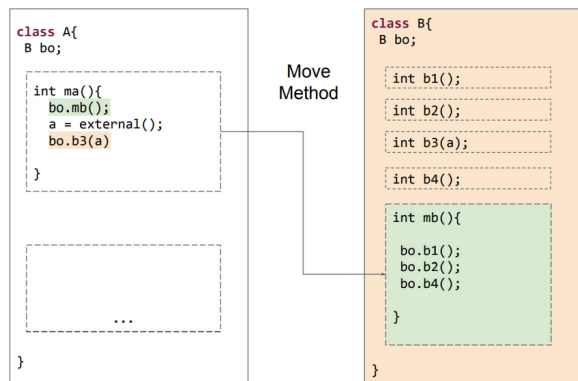 class A{
B bo;
int ma(){
bo.mb();
a = external();
bo.b3(a)
}
...
}
Move
Method
class B{
B bo;
int b1();
int b2();
int b3(a);
int b4();
int mb(){
bo.b1();
bo.b2();
bo.b4();
}
}